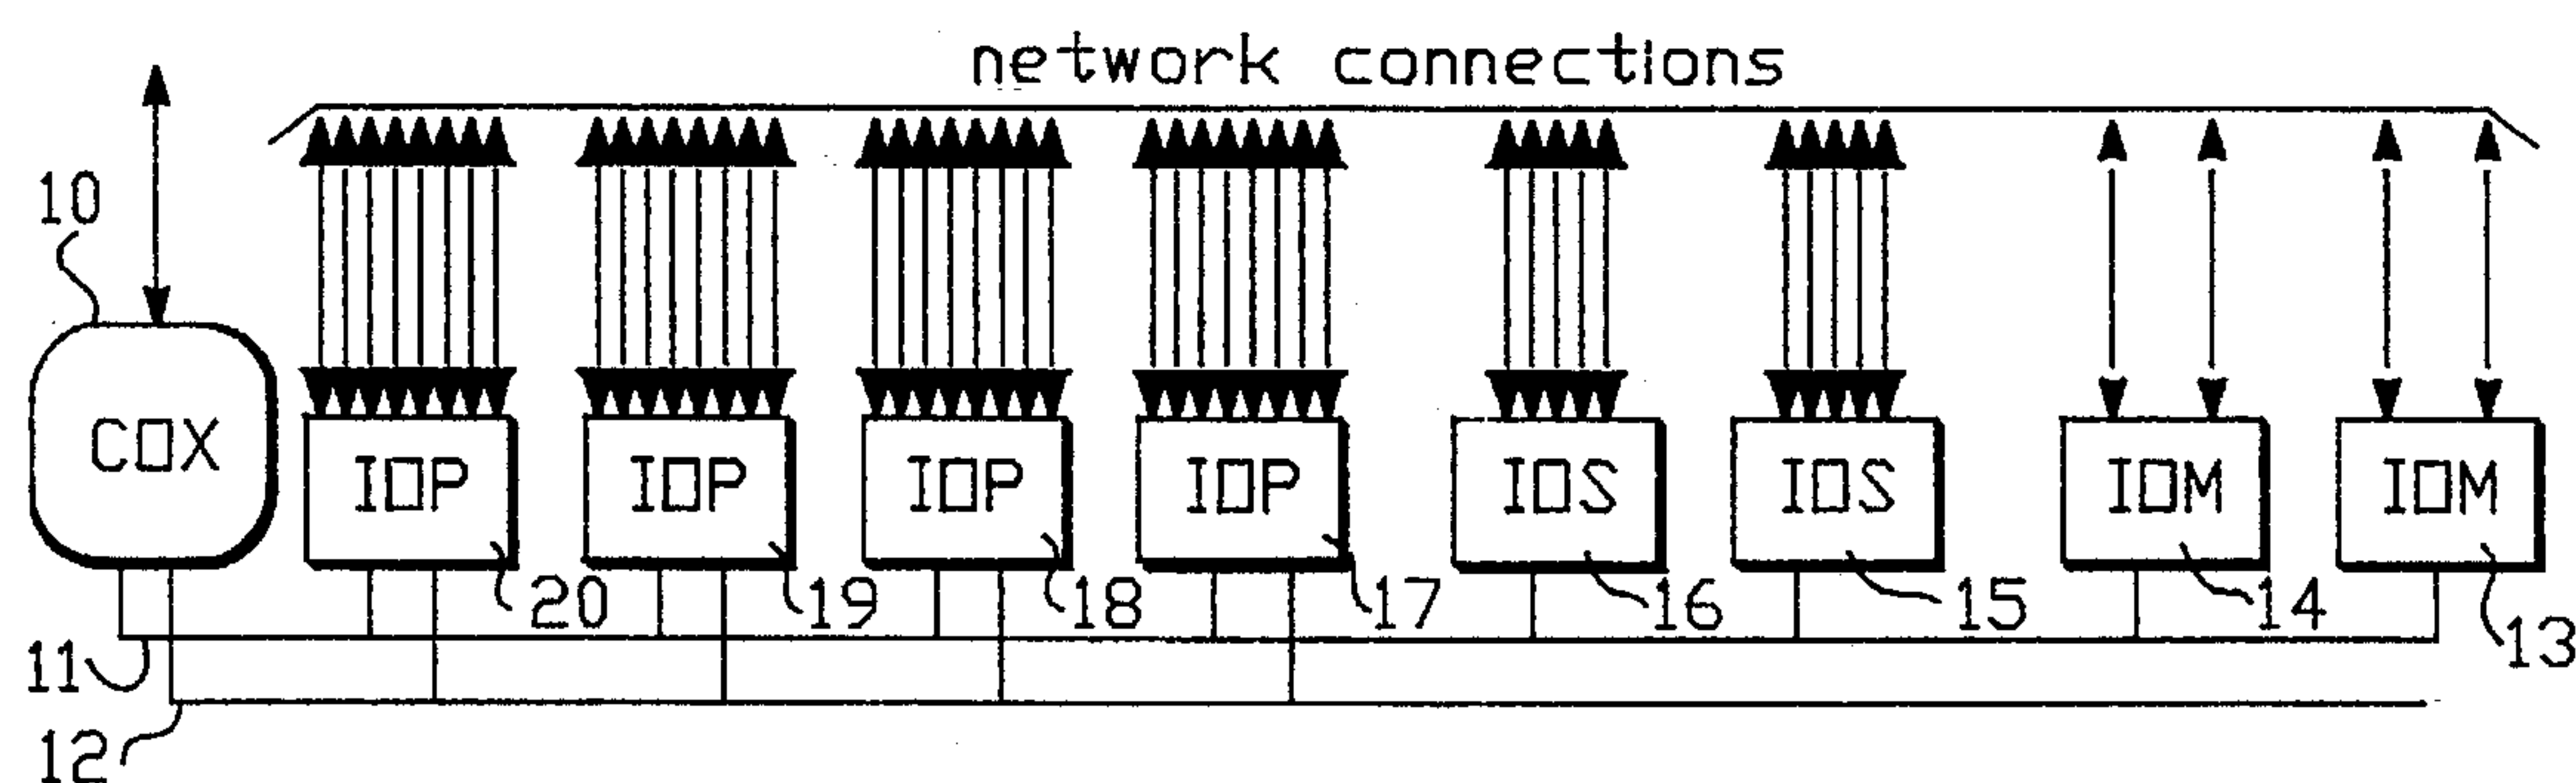 network connections
10
COX
IOP
IOP
IOP
IOP
IOS
IOS
IOM
IOM
20
19
18
17
16
15
14
13
11
12